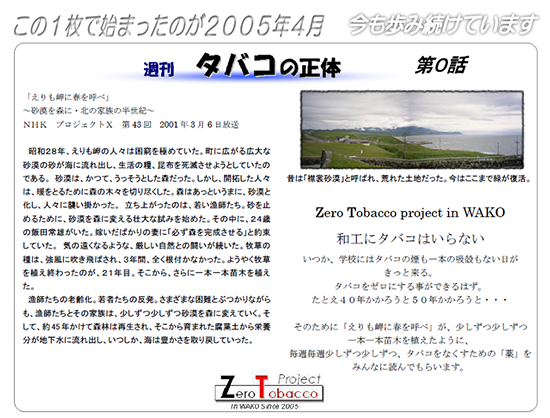 この１枚で始まったのが２００５年４月
今も歩み続けています
週刊 タバコの正体 第０話
「えりも岬に春を呼べ」
～砂漠を森に・北の家族の半世紀～
ＮＨＫ　プロジェクトＸ　第４３回　２００１年３月６日放送
昭和２８年、えりも岬の人々は困窮を極めていた。町に広がる広大な
砂漠の砂が海に流れ出し、生活の種、昆布を死滅させようとしていたの
である。 砂漠は、かつて、うっそうとした森だった。しかし、開拓した人々
は、暖をとるために森の木々を切り尽くした。森はあっというまに、砂漠と
化し、人々に襲い掛かった。 立ち上がったのは、若い漁師たち。砂を止
めるために、砂漠を森に変える壮大な試みを始めた。その中に、２４歳
の飯田常雄がいた。嫁いだばかりの妻に「必ず森を完成させる」と約束
していた。 気の遠くなるような、厳しい自然との闘いが続いた。牧草の
種は、強風に吹き飛ばされ、３年間、全く根付かなかった。ようやく牧草
を植え終わったのが、２１年目。そこから、さらに一本一本苗木を植え
た。
漁師たちの老齢化。若者たちの反発。さまざまな困難とぶつかりながら
も、漁師たちとその家族は、少しずつ少しずつ砂漠を森に変えていく。そ
して、約４５年かけて森林は再生され、そこから育まれた腐葉土から栄養
分が地下水に流れ出し、いつしか、海は豊かさを取り戻していった。
昔は「襟裳砂漠」と呼ばれ、荒れた土地だった。今はここまで緑が復活。
Zero Tobacco project in WAKO
和工にタバコはいらない
いつか、学校にはタバコの煙も一本の吸殻もない日が
きっと来る。
タバコをゼロにする事ができるはず。
たとえ４０年かかろうと５０年かかろうと・・・
そのために「えりも岬に春を呼べ」が、少しずつ少しずつ
一本一本苗木を植えたように、
毎週毎週少しずつ少しずつ、タバコをなくすための「薬」を
みんなに読んでもらいます。
Project
Zero Tobacco
In WAKO Since 2005